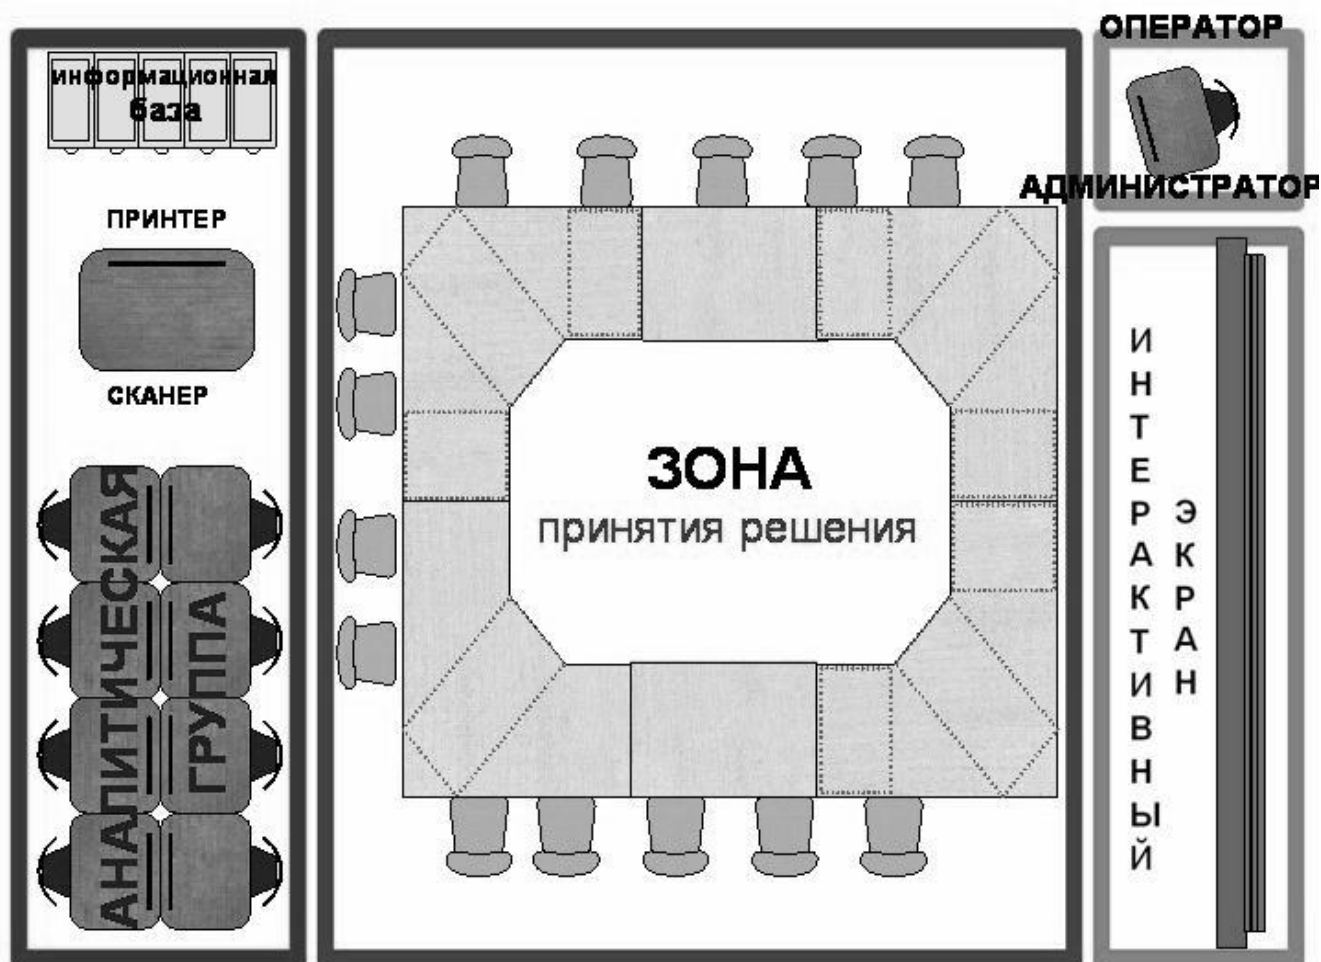 информационная
база
ПРИНТЕР
СКАНЕР
АНАЛИТИЧЕСКАЯ
ГРУППА
ЗОНА
принятия решения
ОПЕРАТОР
АДМИНИСТРАТОР
ИНТЕРАКТИВНЫЙ
ЭКРАН